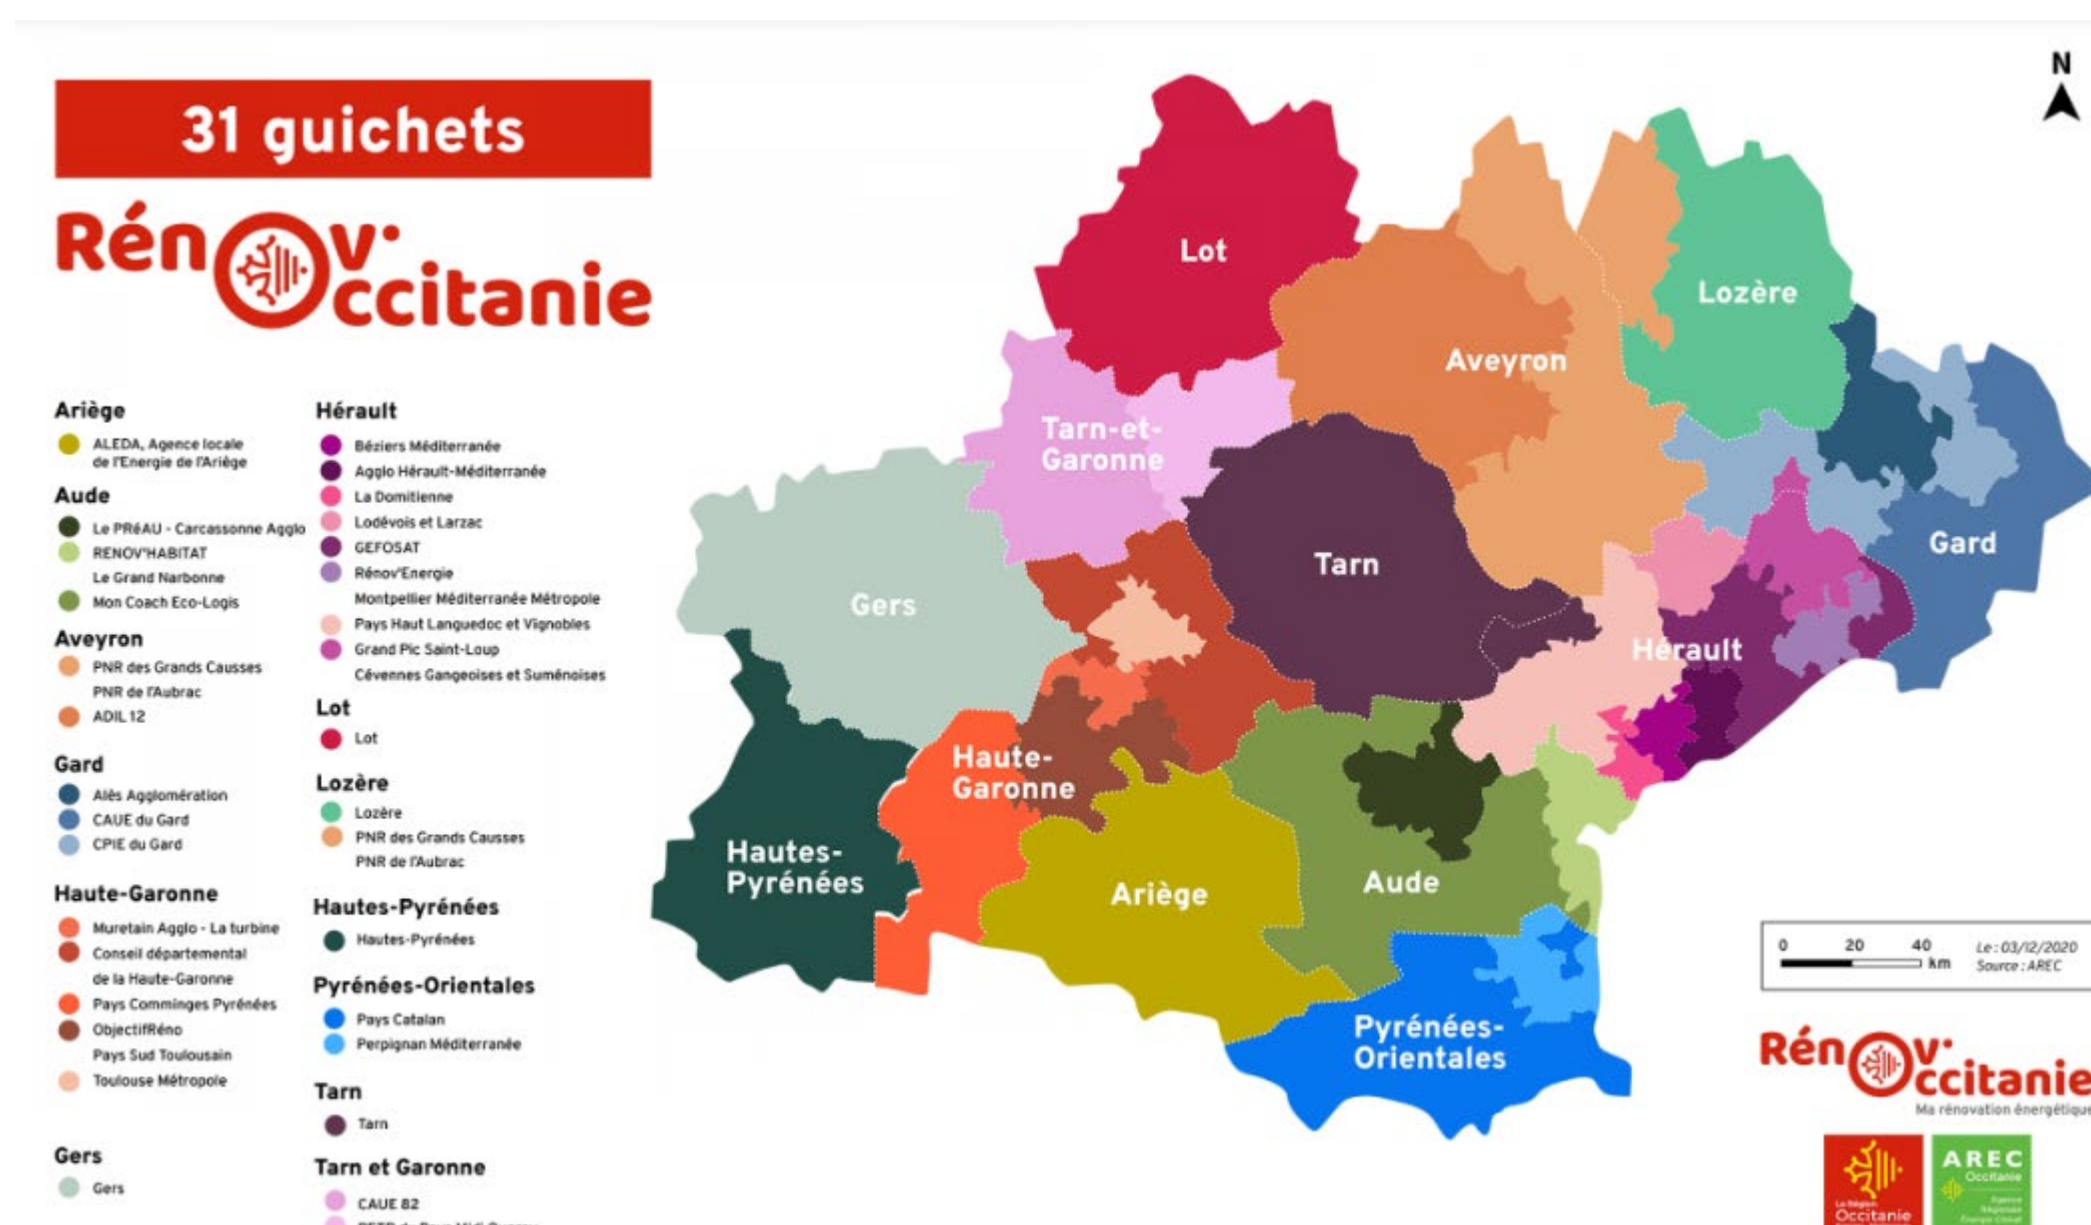 31 guichets
Rénov'
Occitanie
Ariège
ALEDA, Agence locale
de l'Energie de l'Ariège
Aude
Le PRéAU - Carcassonne Agglo
RENOV'HABITAT
Le Grand Narbonne
Mon Coach Eco-Logis
Aveyron
PNR des Grands Causses
PNR de l'Aubrac
ADIL 12
Gard
Alès Agglomération
CAUE du Gard
CPIE du Gard
Haute-Garonne
Muretain Agglo - La turbine
Conseil départemental
de la Haute-Garonne
Pays Comminges Pyrénées
ObjectifRéno
Pays Sud Toulousain
Toulouse Métropole
Gers
Gers
Hérault
Béziers Méditerranée
Agglo Hérault-Méditerranée
La Domitienne
Lodévois et Larzac
GEFOSAT
Rénov'Energie
Montpellier Méditerranée Métropole
Pays Haut Languedoc et Vignobles
Grand Pic Saint-Loup
Cévennes Gangeoises et Suménoises
Lot
Lot
Lozère
Lozère
PNR des Grands Causses
PNR de l'Aubrac
Hautes-Pyrénées
Hautes-Pyrénées
Pyrénées-Orientales
Pays Catalan
Perpignan Méditerranée
Tarn
Tarn
Tarn et Garonne
CAUE 82
N
Lot
Lozère
Aveyron
Tarn-et-
Garonne
Gard
Tarn
Gers
Hérault
Haute-
Garonne
Hautes-
Pyrénées
Ariège
Aude
Pyrénées-
Orientales
0 20 40 km
Le : 03/12/2020
Source : AREC
Rénov'
Occitanie
Ma rénovation énergétique
La Région
Occitanie
AREC
Occitanie